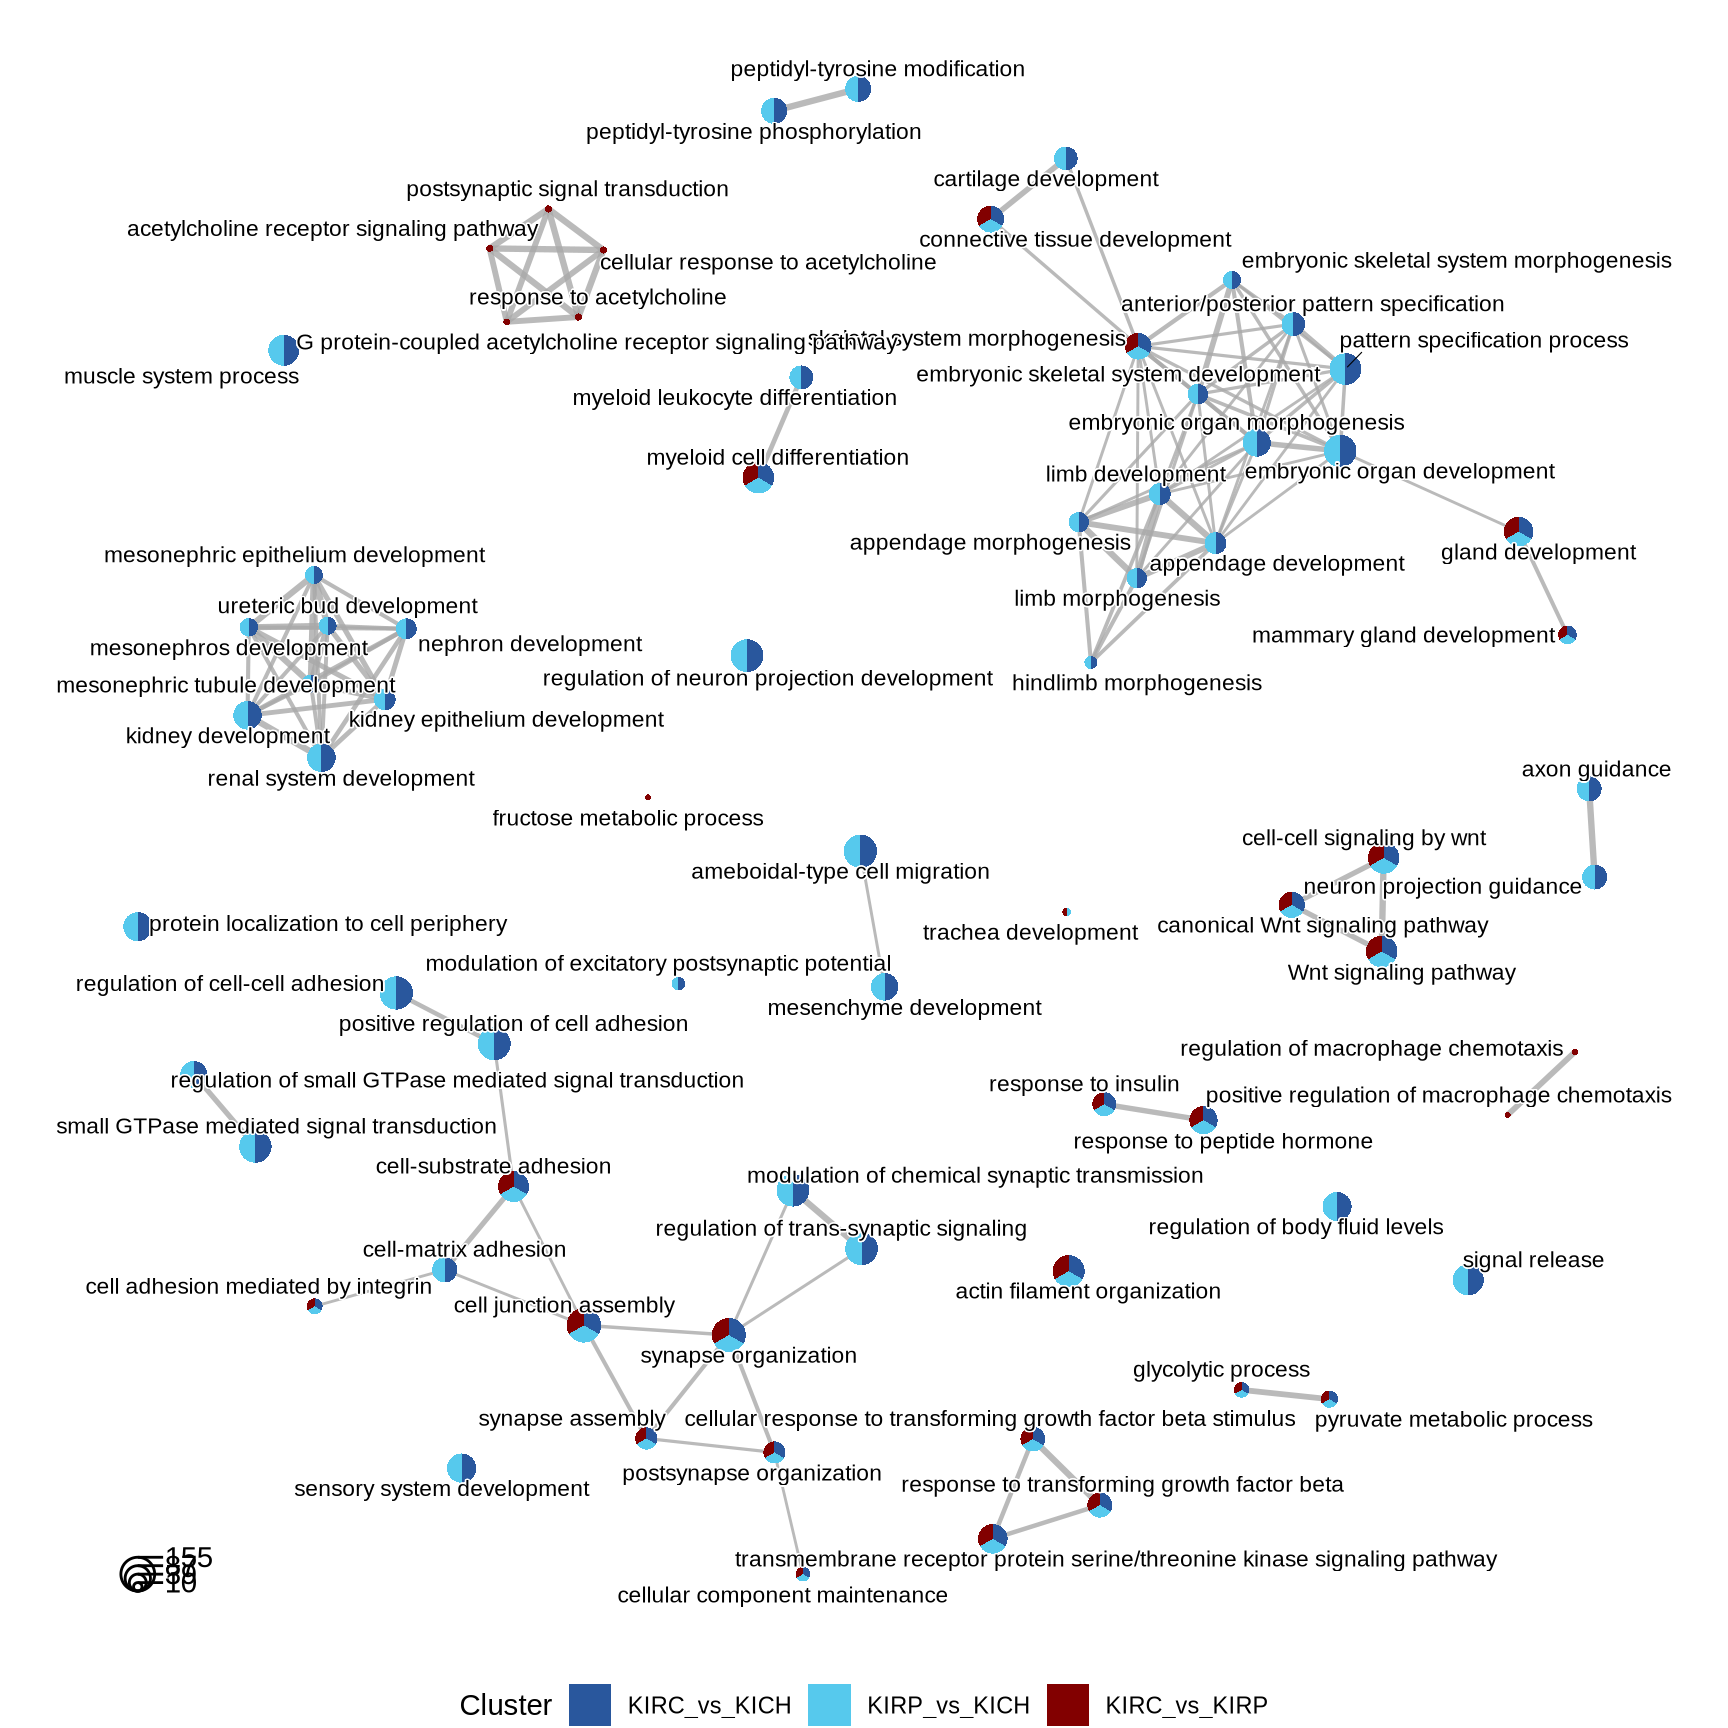 peptidyl-tyrosine modification
peptidyl-tyrosine phosphorylation
cartilage development
postsynaptic signal transduction
acetylcholine receptor signaling pathway
connective tissue development
cellular response to acetylcholine
embryonic skeletal system morphogenesis
response to acetylcholine
anterior/posterior pattern specification
G protein-coupled acetylcholine receptor signaling pathway
skeletal system morphogenesis
pattern specification process
muscle system process
embryonic skeletal system development
myeloid leukocyte differentiation
embryonic organ morphogenesis
myeloid cell differentiation
limb development
embryonic organ development
appendage morphogenesis
gland development
mesonephric epithelium development
appendage development
limb morphogenesis
ureteric bud development
mesonephros development
nephron development
mammary gland development
regulation of neuron projection development
hindlimb morphogenesis
mesonephric tubule development
kidney epithelium development
kidney development
renal system development
axon guidance
fructose metabolic process
cell-cell signaling by wnt
ameboidal-type cell migration
neuron projection guidance
protein localization to cell periphery
trachea development
canonical Wnt signaling pathway
modulation of excitatory postsynaptic potential
Wnt signaling pathway
regulation of cell-cell adhesion
mesenchyme development
positive regulation of cell adhesion
regulation of macrophage chemotaxis
regulation of small GTPase mediated signal transduction
response to insulin
positive regulation of macrophage chemotaxis
small GTPase mediated signal transduction
response to peptide hormone
cell-substrate adhesion
modulation of chemical synaptic transmission
regulation of trans-synaptic signaling
regulation of body fluid levels
cell-matrix adhesion
signal release
cell adhesion mediated by integrin
actin filament organization
cell junction assembly
synapse organization
glycolytic process
synapse assembly
cellular response to transforming growth factor beta stimulus
pyruvate metabolic process
postsynapse organization
sensory system development
response to transforming growth factor beta
transmembrane receptor protein serine/threonine kinase signaling pathway
cellular component maintenance
155
10
Cluster KIRC_vs_KICH KIRP_vs_KICH KIRC_vs_KIRP